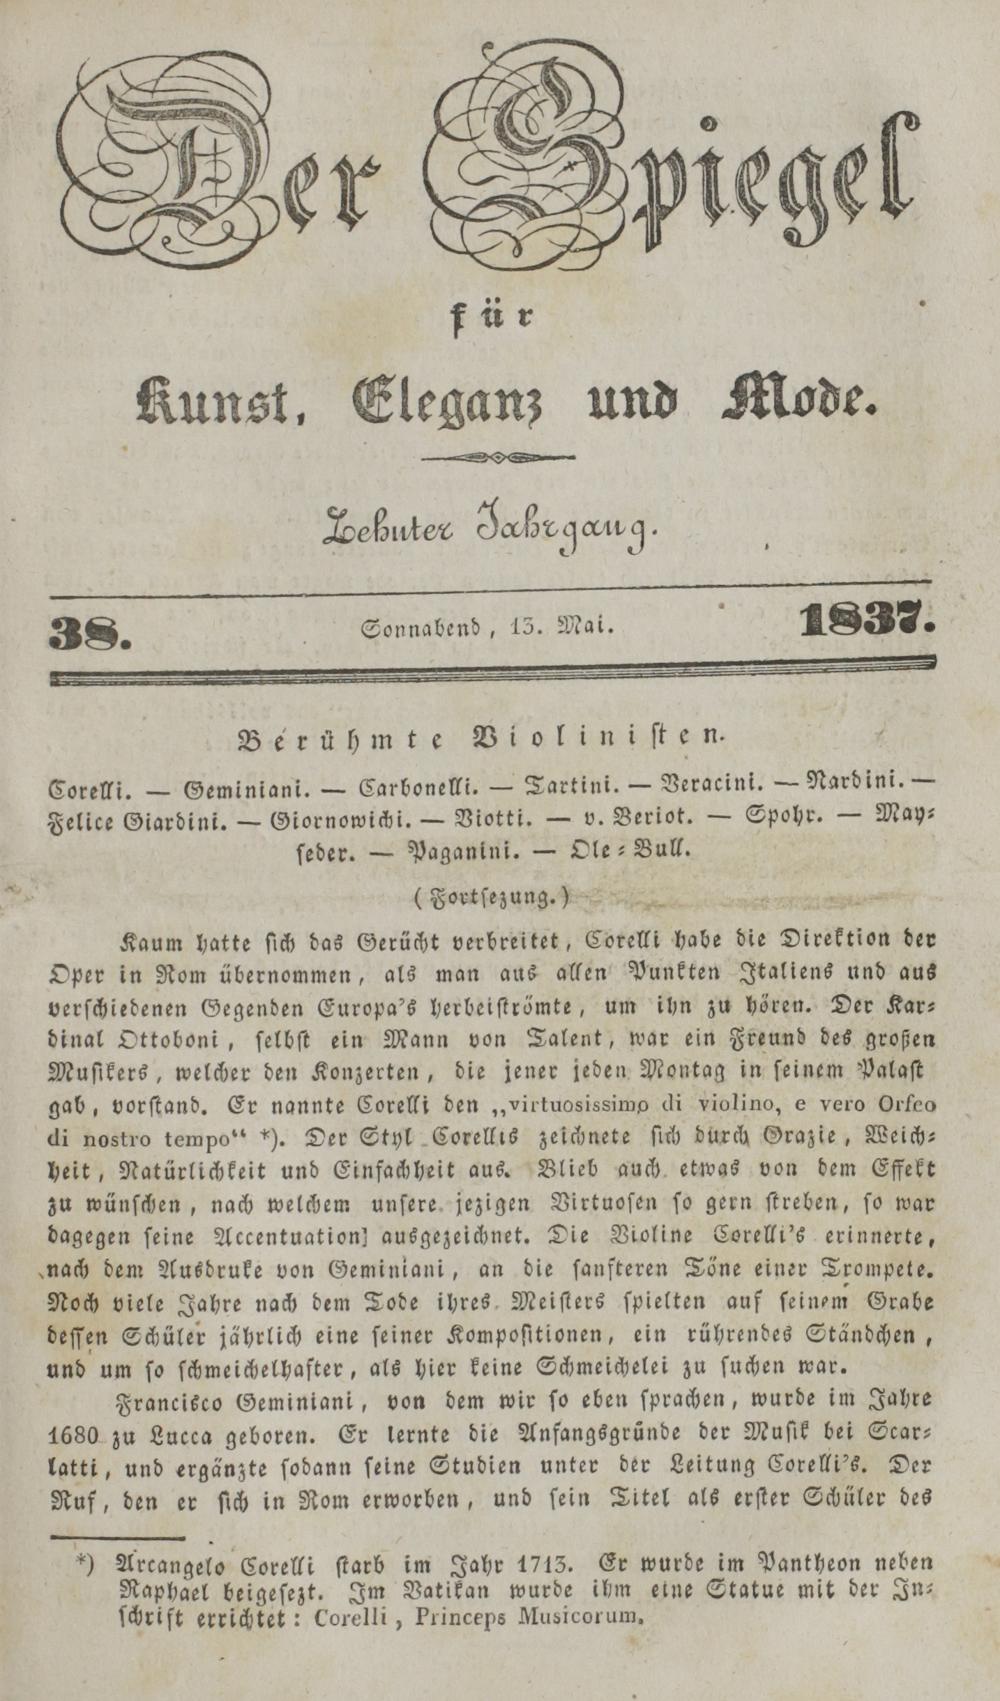 Der Spiegel
für
Kunst, Eleganz und Mode.
Zehnter Jahrgang.
38. Sonnabend, 13. Mai. 1837.
Berühmte Violinisten.
Corelli. — Geminiani. — Carbonelli. — Tartini. — Veracini. — Nardini. —
Felice Giardini. — Giornowichi. — Viotti. — v. Beriot. — Spohr. — May-
seder. — Paganini. — Ole-Bull.
(Fortsezung.)
Kaum hatte sich das Gerücht verbreitet, Corelli habe die Direktion der
Oper in Rom übernommen, als man aus allen Punkten Italiens und aus
verschiedenen Gegenden Europa's herbeiströmte, um ihn zu hören. Der Kar-
dinal Ottoboni, selbst ein Mann von Talent, war ein Freund des großen
Musikers, welcher den Konzerten, die jener jeden Montag in seinem Palast
gab, vorstand. Er nannte Corelli den „virtuosissimo di violino, e vero Orfeo
di nostro tempo“ *). Der Styl Corellis zeichnete sich durch Grazie, Weich-
heit, Natürlichkeit und Einfachheit aus. Blieb auch etwas von dem Effekt
zu wünschen, nach welchem unsere jezigen Virtuosen so gern streben, so war
dagegen seine Accentuation] ausgezeichnet. Die Violine Corelli's erinnerte,
nach dem Ausdruke von Geminiani, an die sanfteren Töne einer Trompete.
Noch viele Jahre nach dem Tode ihres Meisters spielten auf seinem Grabe
dessen Schüler jährlich eine seiner Kompositionen, ein rührendes Ständchen,
und um so schmeichelhafter, als hier keine Schmeichelei zu suchen war.
Francisco Geminiani, von dem wir so eben sprachen, wurde im Jahre
1680 zu Lucca geboren. Er lernte die Anfangsgründe der Musik bei Scar-
latti, und ergänzte sodann seine Studien unter der Leitung Corelli's. Der
Ruf, den er sich in Rom erworben, und sein Titel als erster Schüler des
*) Arcangelo Corelli starb im Jahr 1713. Er wurde im Pantheon neben
Raphael beigesezt. Im Vatikan wurde ihm eine Statue mit der In-
schrift errichtet: Corelli, Princeps Musicorum.